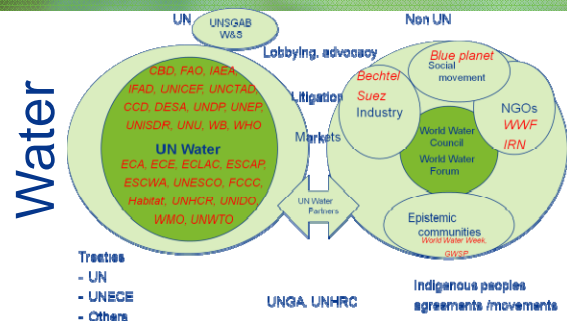 Water
UN
UNSGAB
W&S
Non UN
Lobbying, advocacy
Litigation
Markets
CBD, FAO, IAEA,
IFAD, UNICEF, UNCTAD,
CCD, DESA, UNDP, UNEP,
UNISDR, UNU, WB, WHO
UN Water
ECA, ECE, ECLAC, ESCAP,
ESCWA, UNESCO, FCCC,
Habitat, UNHCR, UNIDO,
WMO, UNWTO
UN Water
Partners
Blue planet
Social
movement
Bechtel
Suez
Industry
NGOs
WWF
IRN
World Water
Council
World Water
Forum
Epistemic
communities
World Water Week,
GWSP
Treaties
- UN
- UNECE
- Others
UNGA, UNHRC
Indigenous peoples
agreements /movements